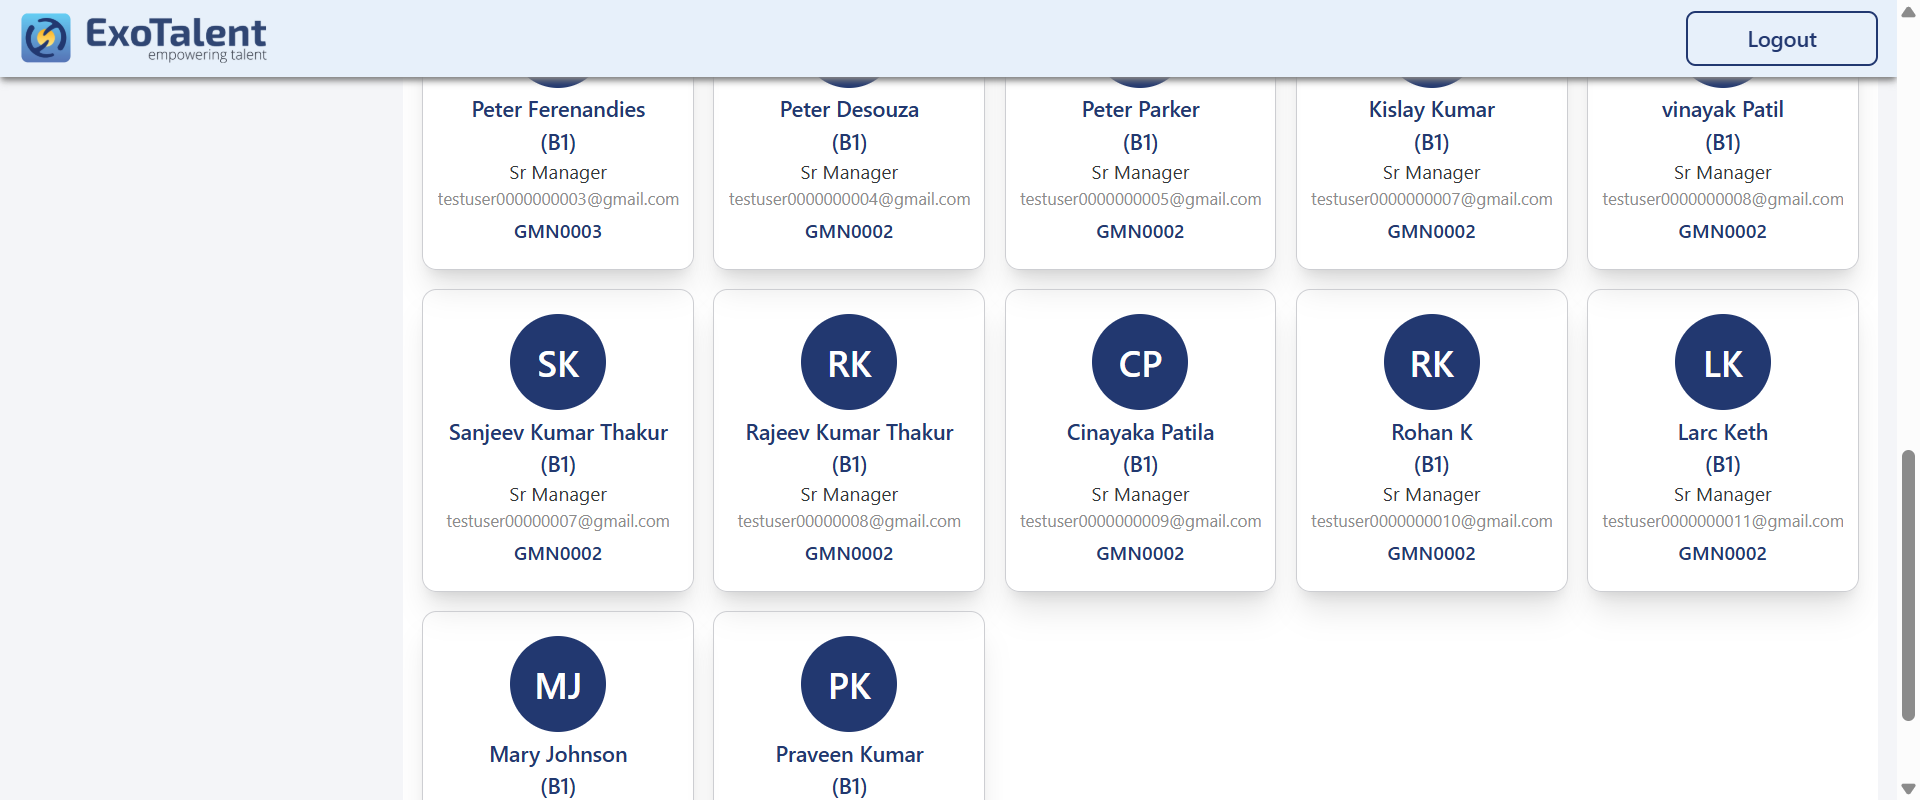 ExoTalent
empowering talent
Logout
Peter Ferenandies
(B1)
Sr Manager
testuser0000000003@gmail.com
GMN0003
Peter Desouza
(B1)
Sr Manager
testuser0000000004@gmail.com
GMN0002
Peter Parker
(B1)
Sr Manager
testuser0000000005@gmail.com
GMN0002
Kislay Kumar
(B1)
Sr Manager
testuser0000000007@gmail.com
GMN0002
vinayak Patil
(B1)
Sr Manager
testuser0000000008@gmail.com
GMN0002
SK
Sanjeev Kumar Thakur
(B1)
Sr Manager
testuser00000007@gmail.com
GMN0002
RK
Rajeev Kumar Thakur
(B1)
Sr Manager
testuser00000008@gmail.com
GMN0002
CP
Cinayaka Patila
(B1)
Sr Manager
testuser0000000009@gmail.com
GMN0002
RK
Rohan K
(B1)
Sr Manager
testuser0000000010@gmail.com
GMN0002
LK
Larc Keth
(B1)
Sr Manager
testuser0000000011@gmail.com
GMN0002
MJ
Mary Johnson
(B1)
PK
Praveen Kumar
(B1)